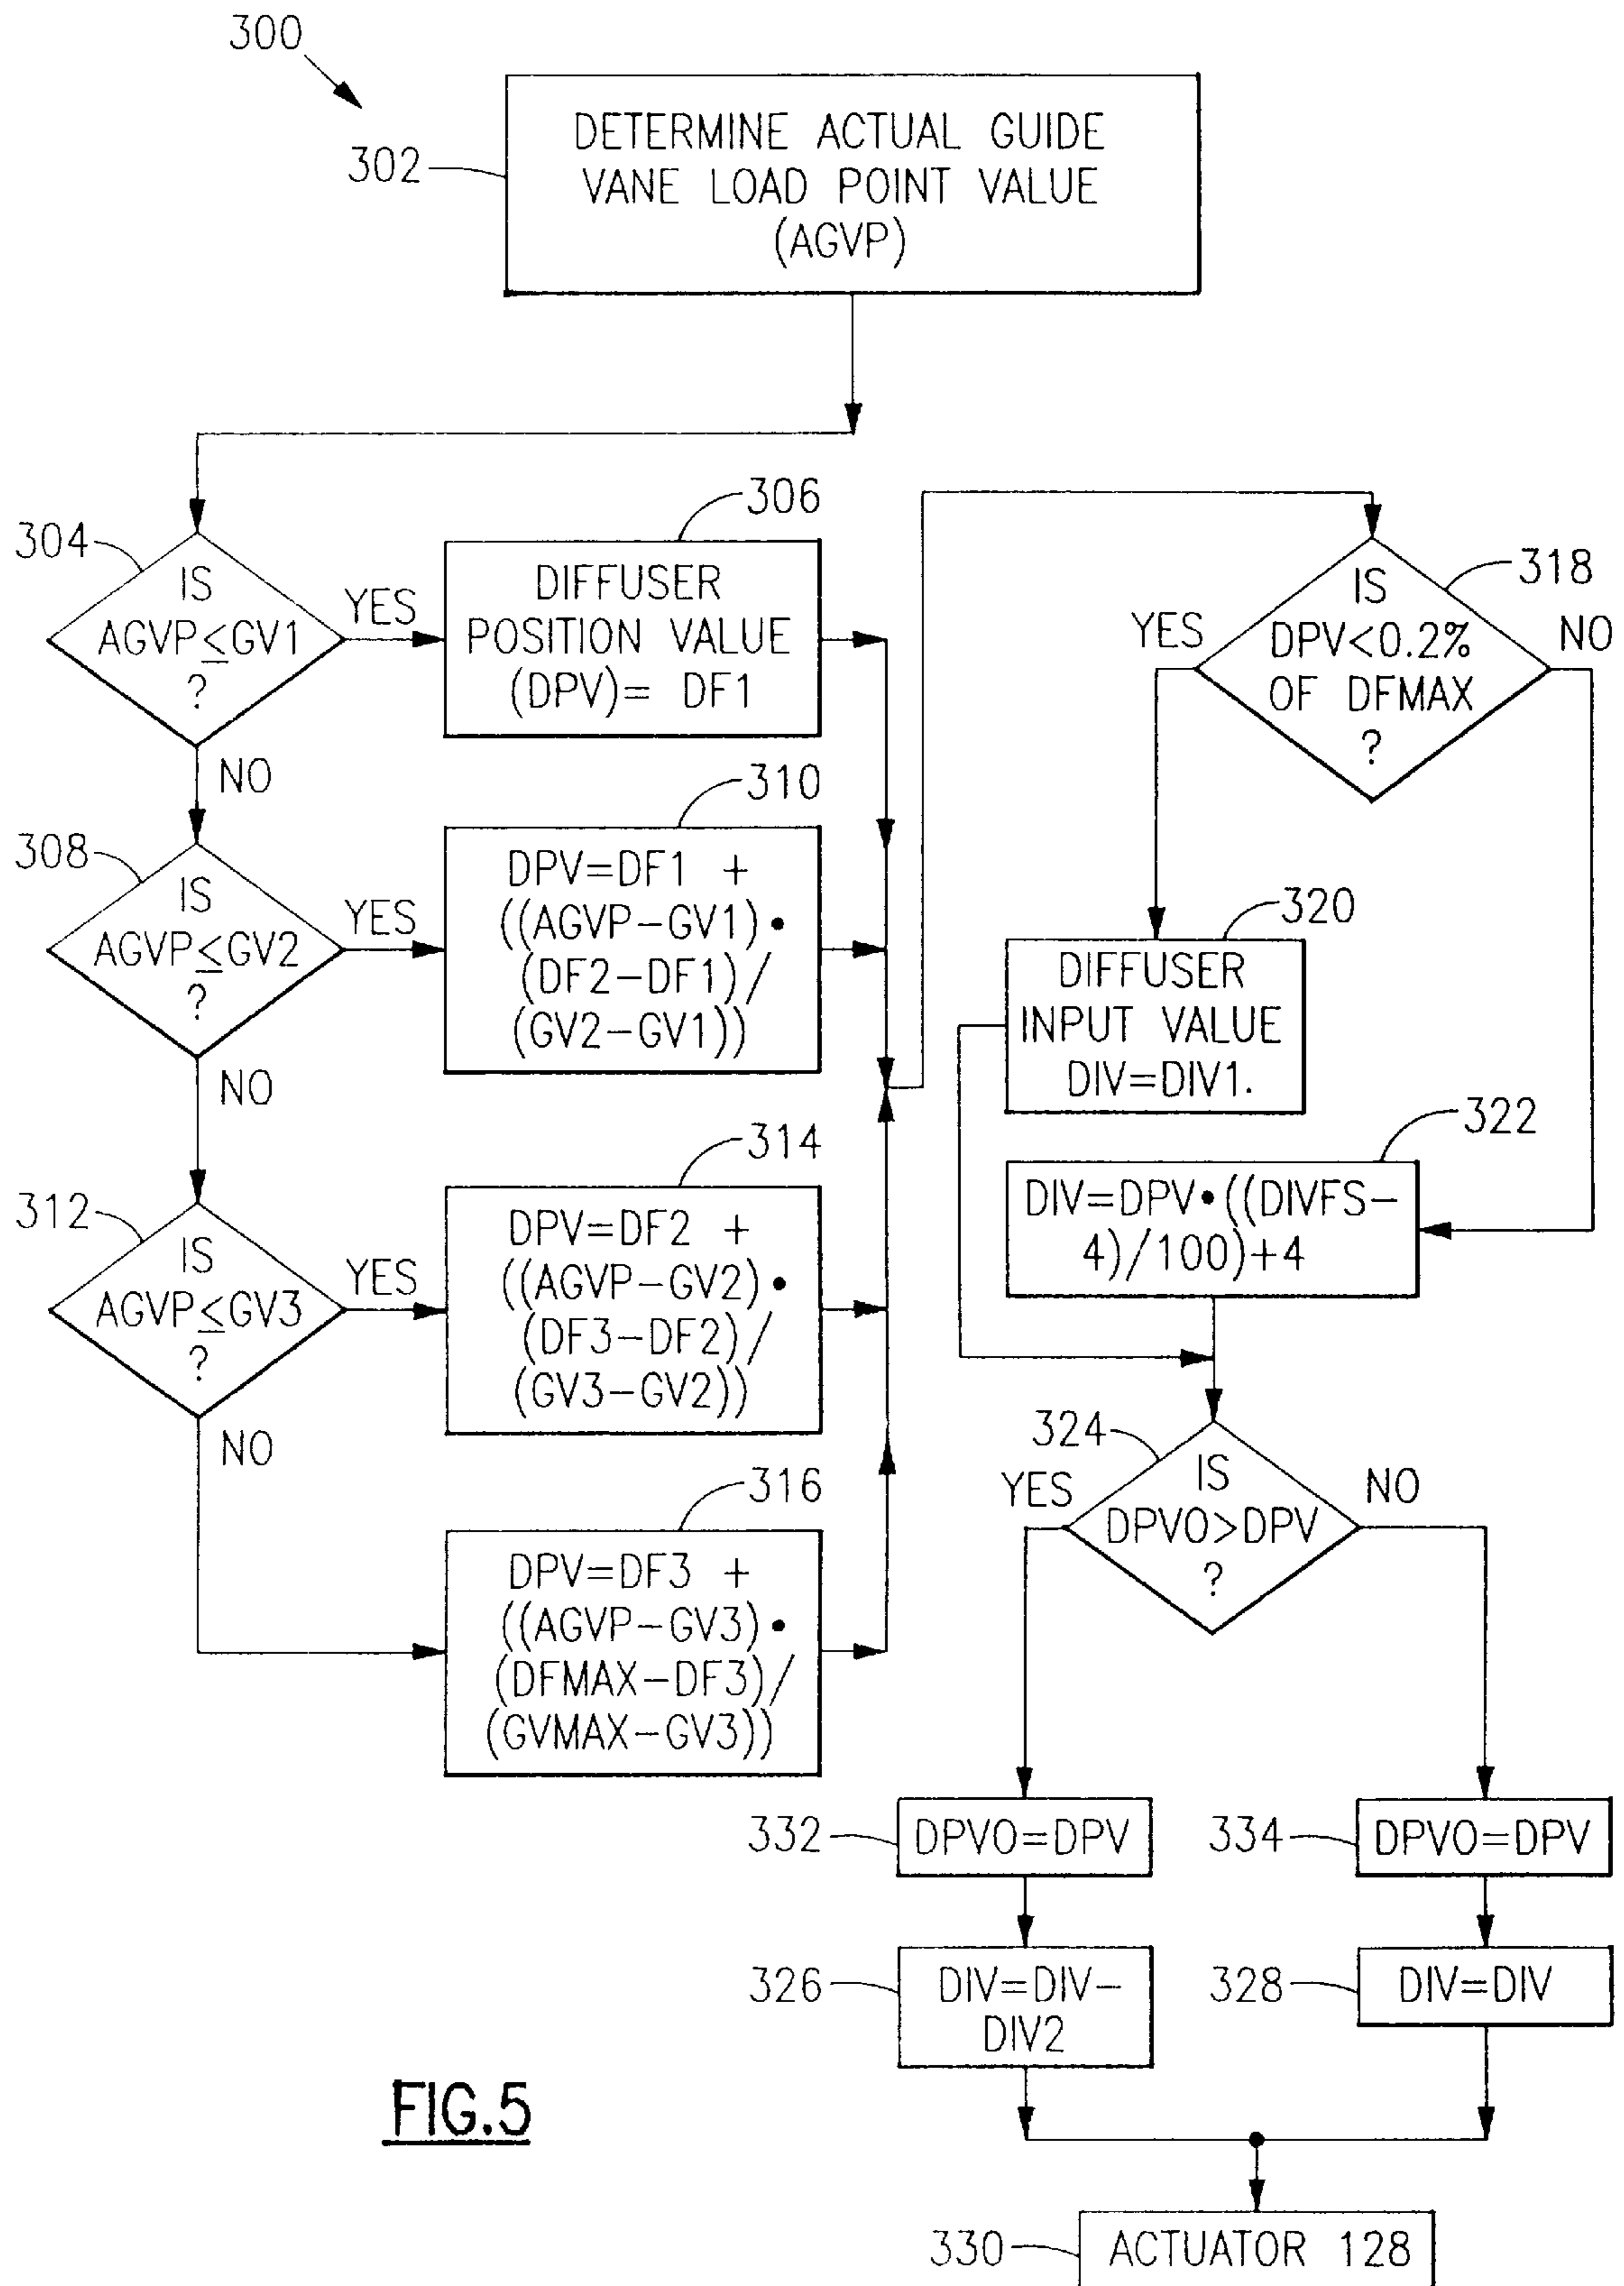 300
302
DETERMINE ACTUAL GUIDE
VANE LOAD POINT VALUE
(AGVP)
304
IS
AGVP≤GV1
?
YES
NO
306
DIFFUSER
POSITION VALUE
(DPV)= DF1
308
IS
AGVP≤GV2
?
YES
NO
310
DPV=DF1 +
((AGVP-GV1)•
(DF2-DF1)/
(GV2-GV1))
312
IS
AGVP≤GV3
?
YES
NO
314
DPV=DF2 +
((AGVP-GV2)•
(DF3-DF2)/
(GV3-GV2))
316
DPV=DF3 +
((AGVP-GV3)•
(DFMAX-DF3)/
(GVMAX-GV3))
318
IS
DPV<0.2%
OF DFMAX
?
YES
NO
320
DIFFUSER
INPUT VALUE
DIV=DIV1.
322
DIV=DPV•((DIVFS-
4)/100)+4
324
IS
DPVO>DPV
?
YES
NO
332
DPVO=DPV
334
DPVO=DPV
326
DIV=DIV-
DIV2
328
DIV=DIV
330
ACTUATOR 128
FIG.5